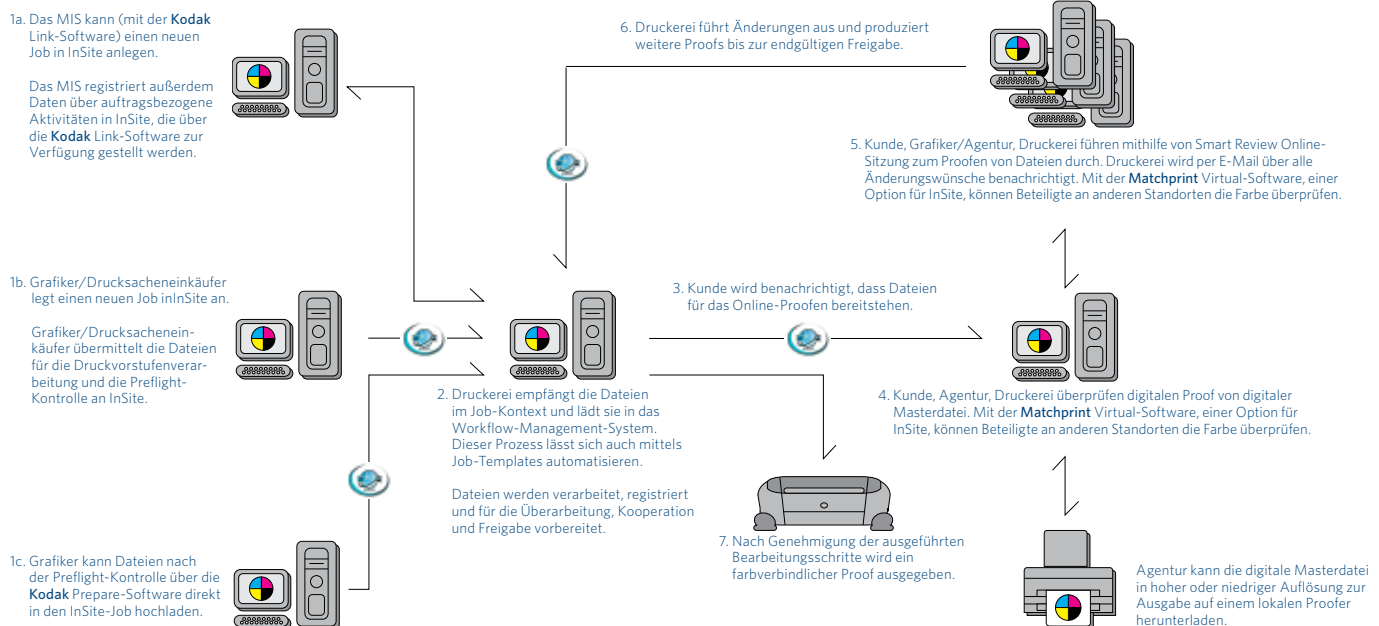 1a. Das MIS kann (mit der Kodak
Link-Software) einen neuen
Job in InSite anlegen.
Das MIS registriert außerdem
Daten über auftragsbezogene
Aktivitäten in InSite, die über
die Kodak Link-Software zur
Verfügung gestellt werden.
6. Druckerei führt Änderungen aus und produziert
weitere Proofs bis zur endgültigen Freigabe.
5. Kunde, Grafiker/Agentur, Druckerei führen mithilfe von Smart Review Online-
Sitzung zum Proofen von Dateien durch. Druckerei wird per E-Mail über alle
Änderungswünsche benachrichtigt. Mit der Matchprint Virtual-Software, einer
Option für InSite, können Beteiligte an anderen Standorten die Farbe überprüfen.
1b. Grafiker/Drucksacheneinkäufer
legt einen neuen Job inInSite an.
Grafiker/Drucksachenein-
käufer übermittelt die Dateien
für die Druckvorstufenverar-
beitung und die Preflight-
Kontrolle an InSite.
3. Kunde wird benachrichtigt, dass Dateien
für das Online-Proofen bereitstehen.
2. Druckerei empfängt die Dateien
im Job-Kontext und lädt sie in das
Workflow-Management-System.
Dieser Prozess lässt sich auch mittels
Job-Templates automatisieren.
Dateien werden verarbeitet, registriert
und für die Überarbeitung, Kooperation
und Freigabe vorbereitet.
4. Kunde, Agentur, Druckerei überprüfen digitalen Proof von digitaler
Masterdatei. Mit der Matchprint Virtual-Software, einer Option für
InSite, können Beteiligte an anderen Standorten die Farbe überprüfen.
7. Nach Genehmigung der ausgeführten
Bearbeitungsschritte wird ein
farbverbindlicher Proof ausgegeben.
1c. Grafiker kann Dateien nach
der Preflight-Kontrolle über die
Kodak Prepare-Software direkt
in den InSite-Job hochladen.
Agentur kann die digitale Masterdatei
in hoher oder niedriger Auflösung zur
Ausgabe auf einem lokalen Proofer
herunterladen.